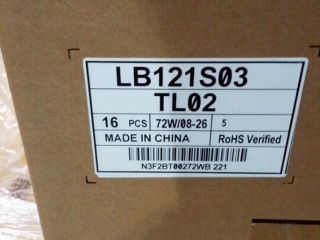 LB121S03
TL02
16 PCS 72W/08-26 5
MADE IN CHINA RoHS Verified
N3F2BT00272WB 221